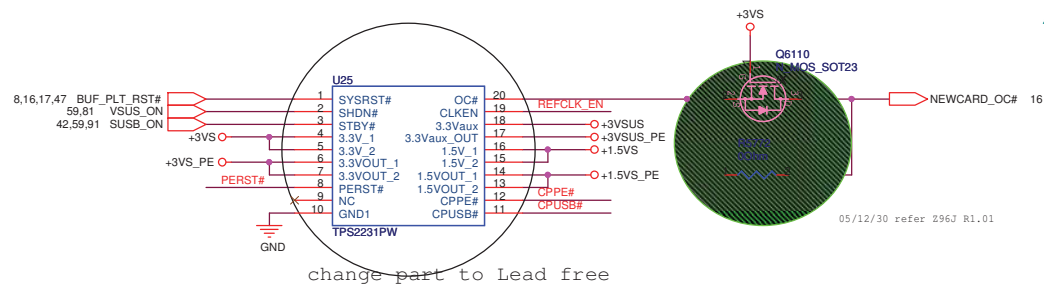 +3VS
Q6110
MOS_SOT23
U25
8,16,17,47 BUF_PLT_RST# 1 SYSRST# OC# 20
59,81 VSUS_ON 2 SHDN# CLKEN 19 REFCLK_EN
42,59,91 SUSB_ON 3 STBY# 3.3Vaux 18 +3VSUS
+3VS 4 3.3V_1 3.3Vaux_OUT 17 +3VSUS_PE
5 3.3V_2 1.5V_1 16 +1.5VS
+3VS_PE 6 3.3VOUT_1 1.5V_2 15
7 3.3VOUT_2 1.5VOUT_1 14 +1.5VS_PE
PERST# 8 PERST# 1.5VOUT_2 13
9 NC CPPE# 12 CPPE#
10 GND1 CPUSB# 11 CPUSB#
TPS2231PW
GND
NEWCARD_OC# 16
05/12/30 refer Z96J R1.01
change part to Lead free